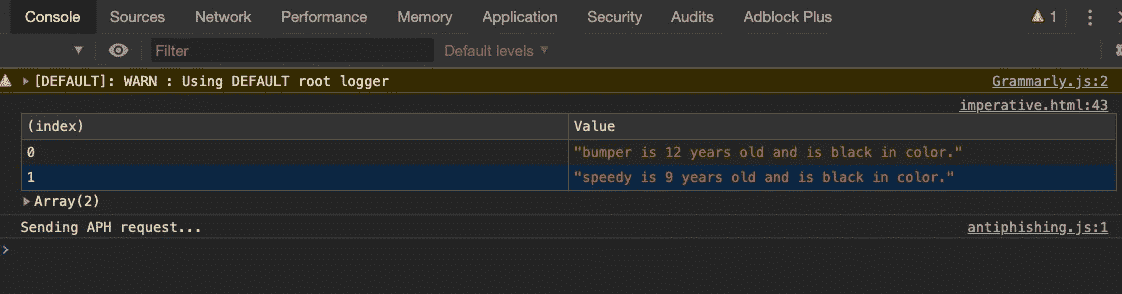 Console Sources Network Performance Memory Application Security Audits Adblock Plus 1
Filter Default levels
[DEFAULT]: WARN : Using DEFAULT root logger Grammarly.js:2
imperative.html:43
(index) Value
0 "bumper is 12 years old and is black in color."
1 "speedy is 9 years old and is black in color."
Array(2)
Sending APH request... antiphishing.js:1